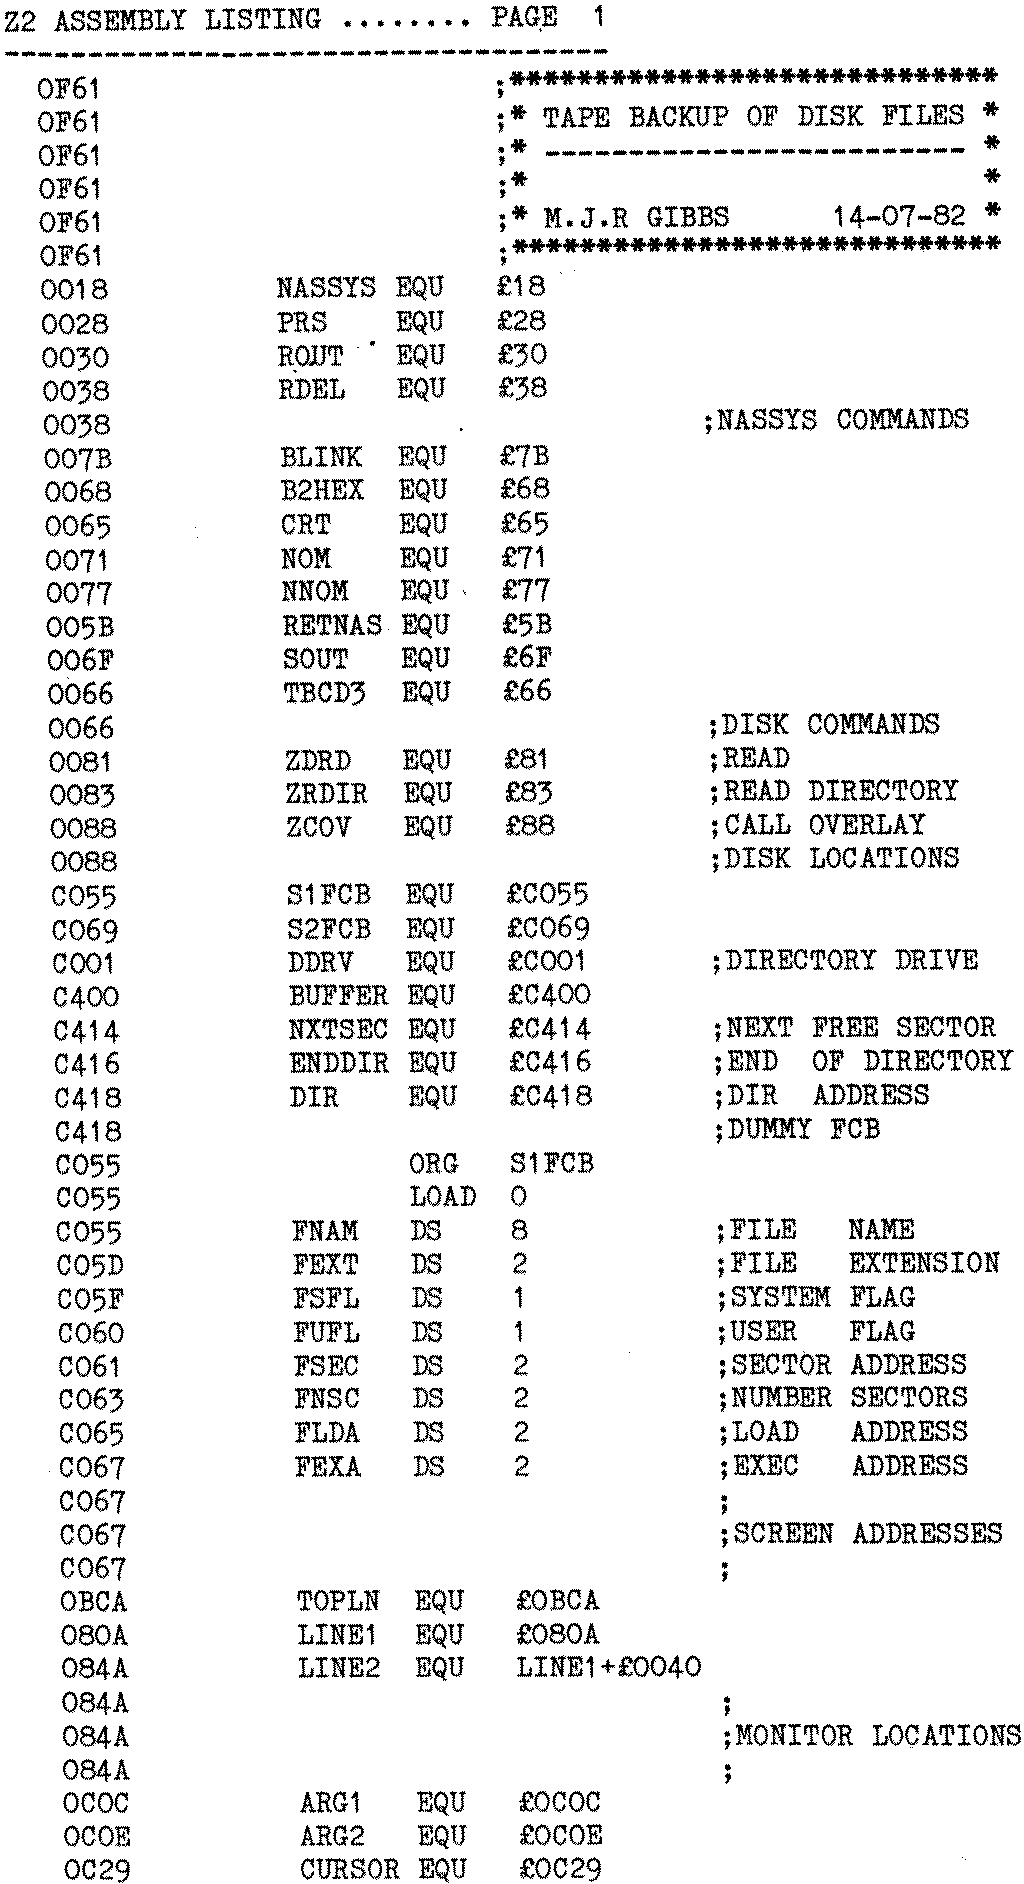 Z2 ASSEMBLY LISTING ........ PAGE  1
------------------------------------
0F61                        ;*****************************
0F61                        ;* TAPE BACKUP OF DISK FILES *
0F61                        ;* ------------------------- *
0F61                        ;*                           *
0F61                        ;* M.J.R GIBBS      14-07-82 *
0F61                        ;*****************************
0018          NASSYS EQU   £18
0028          PRS    EQU   £28
0030          ROUT   EQU   £30
0038          RDEL   EQU   £38
0038                                    ;NASSYS COMMANDS
007B          BLINK  EQU   £7B
0068          B2HEX  EQU   £68
0065          CRT    EQU   £65
0071          NOM    EQU   £71
0077          NNOM   EQU   £77
005B          RETNAS EQU   £5B
006F          SOUT   EQU   £6F
0066          TBCD3  EQU   £66
0066                                    ;DISK COMMANDS
0081          ZDRD   EQU   £81          ;READ
0083          ZRDIR  EQU   £83          ;READ DIRECTORY
0088          ZCOV   EQU   £88          ;CALL OVERLAY
0088                                    ;DISK LOCATIONS
C055          S1FCB  EQU   £C055
C069          S2FCB  EQU   £C069
C001          DDRV   EQU   £C001        ;DIRECTORY DRIVE
C400          BUFFER EQU   £C400
C414          NXTSEC EQU   £C414        ;NEXT FREE SECTOR
C416          ENDDIR EQU   £C416        ;END  OF DIRECTORY
C418          DIR    EQU   £C418        ;DIR  ADDRESS
C418                                    ;DUMMY FCB
C055                 ORG   S1FCB
C055                 LOAD  0
C055          FNAM   DS    8            ;FILE   NAME
C05D          FEXT   DS    2            ;FILE   EXTENSION
C05F          FSFL   DS    1            ;SYSTEM FLAG
C060          FUFL   DS    1            ;USER   FLAG
C061          FSEC   DS    2            ;SECTOR ADDRESS
C063          FNSC   DS    2            ;NUMBER SECTORS
C065          FLDA   DS    2            ;LOAD   ADDRESS
C067          FEXA   DS    2            ;EXEC   ADDRESS
C067                                    ;
C067                                    ;SCREEN ADDRESSES
C067                                    ;
0BCA          TOPLN  EQU   £0BCA
080A          LINE1  EQU   £080A
084A          LINE2  EQU   LINE1+£0040
084A                                    ;
084A                                    ;MONITOR LOCATIONS
084A                                    ;
0C0C          ARG1   EQU   £0C0C
0C0E          ARG2   EQU   £0C0E
0C29          CURSOR EQU   £0C29